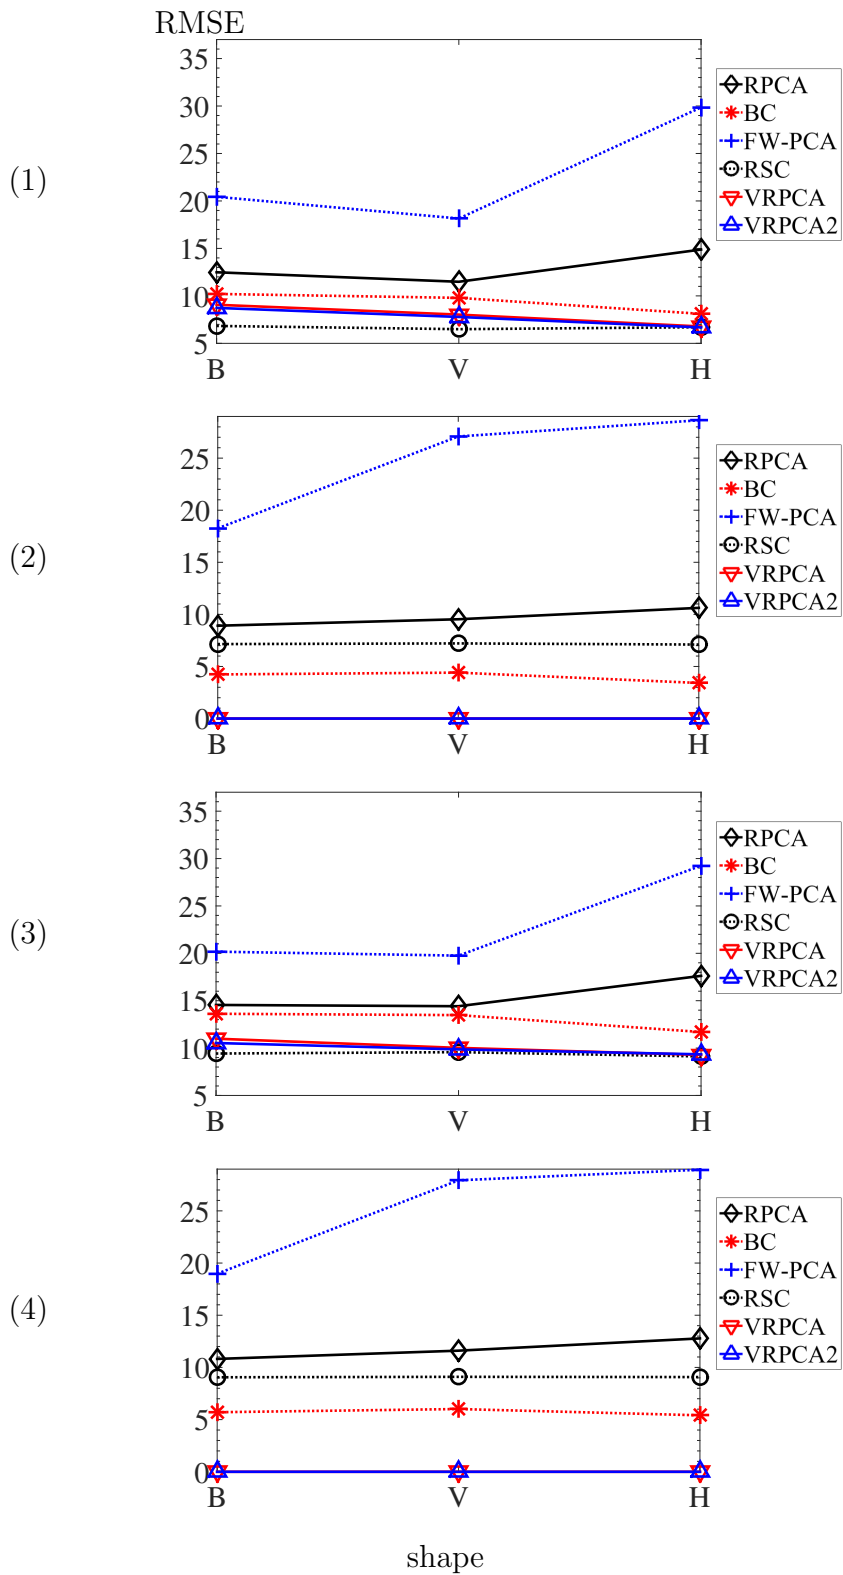 RMSE
(1)
35
30
25
20
15
10
5
B V H
RPCA
BC
FW-PCA
RSC
VRPCA
VRPCA2
(2)
25
20
15
10
5
0
B V H
RPCA
BC
FW-PCA
RSC
VRPCA
VRPCA2
(3)
35
30
25
20
15
10
5
B V H
RPCA
BC
FW-PCA
RSC
VRPCA
VRPCA2
(4)
25
20
15
10
5
0
B V H
RPCA
BC
FW-PCA
RSC
VRPCA
VRPCA2
shape